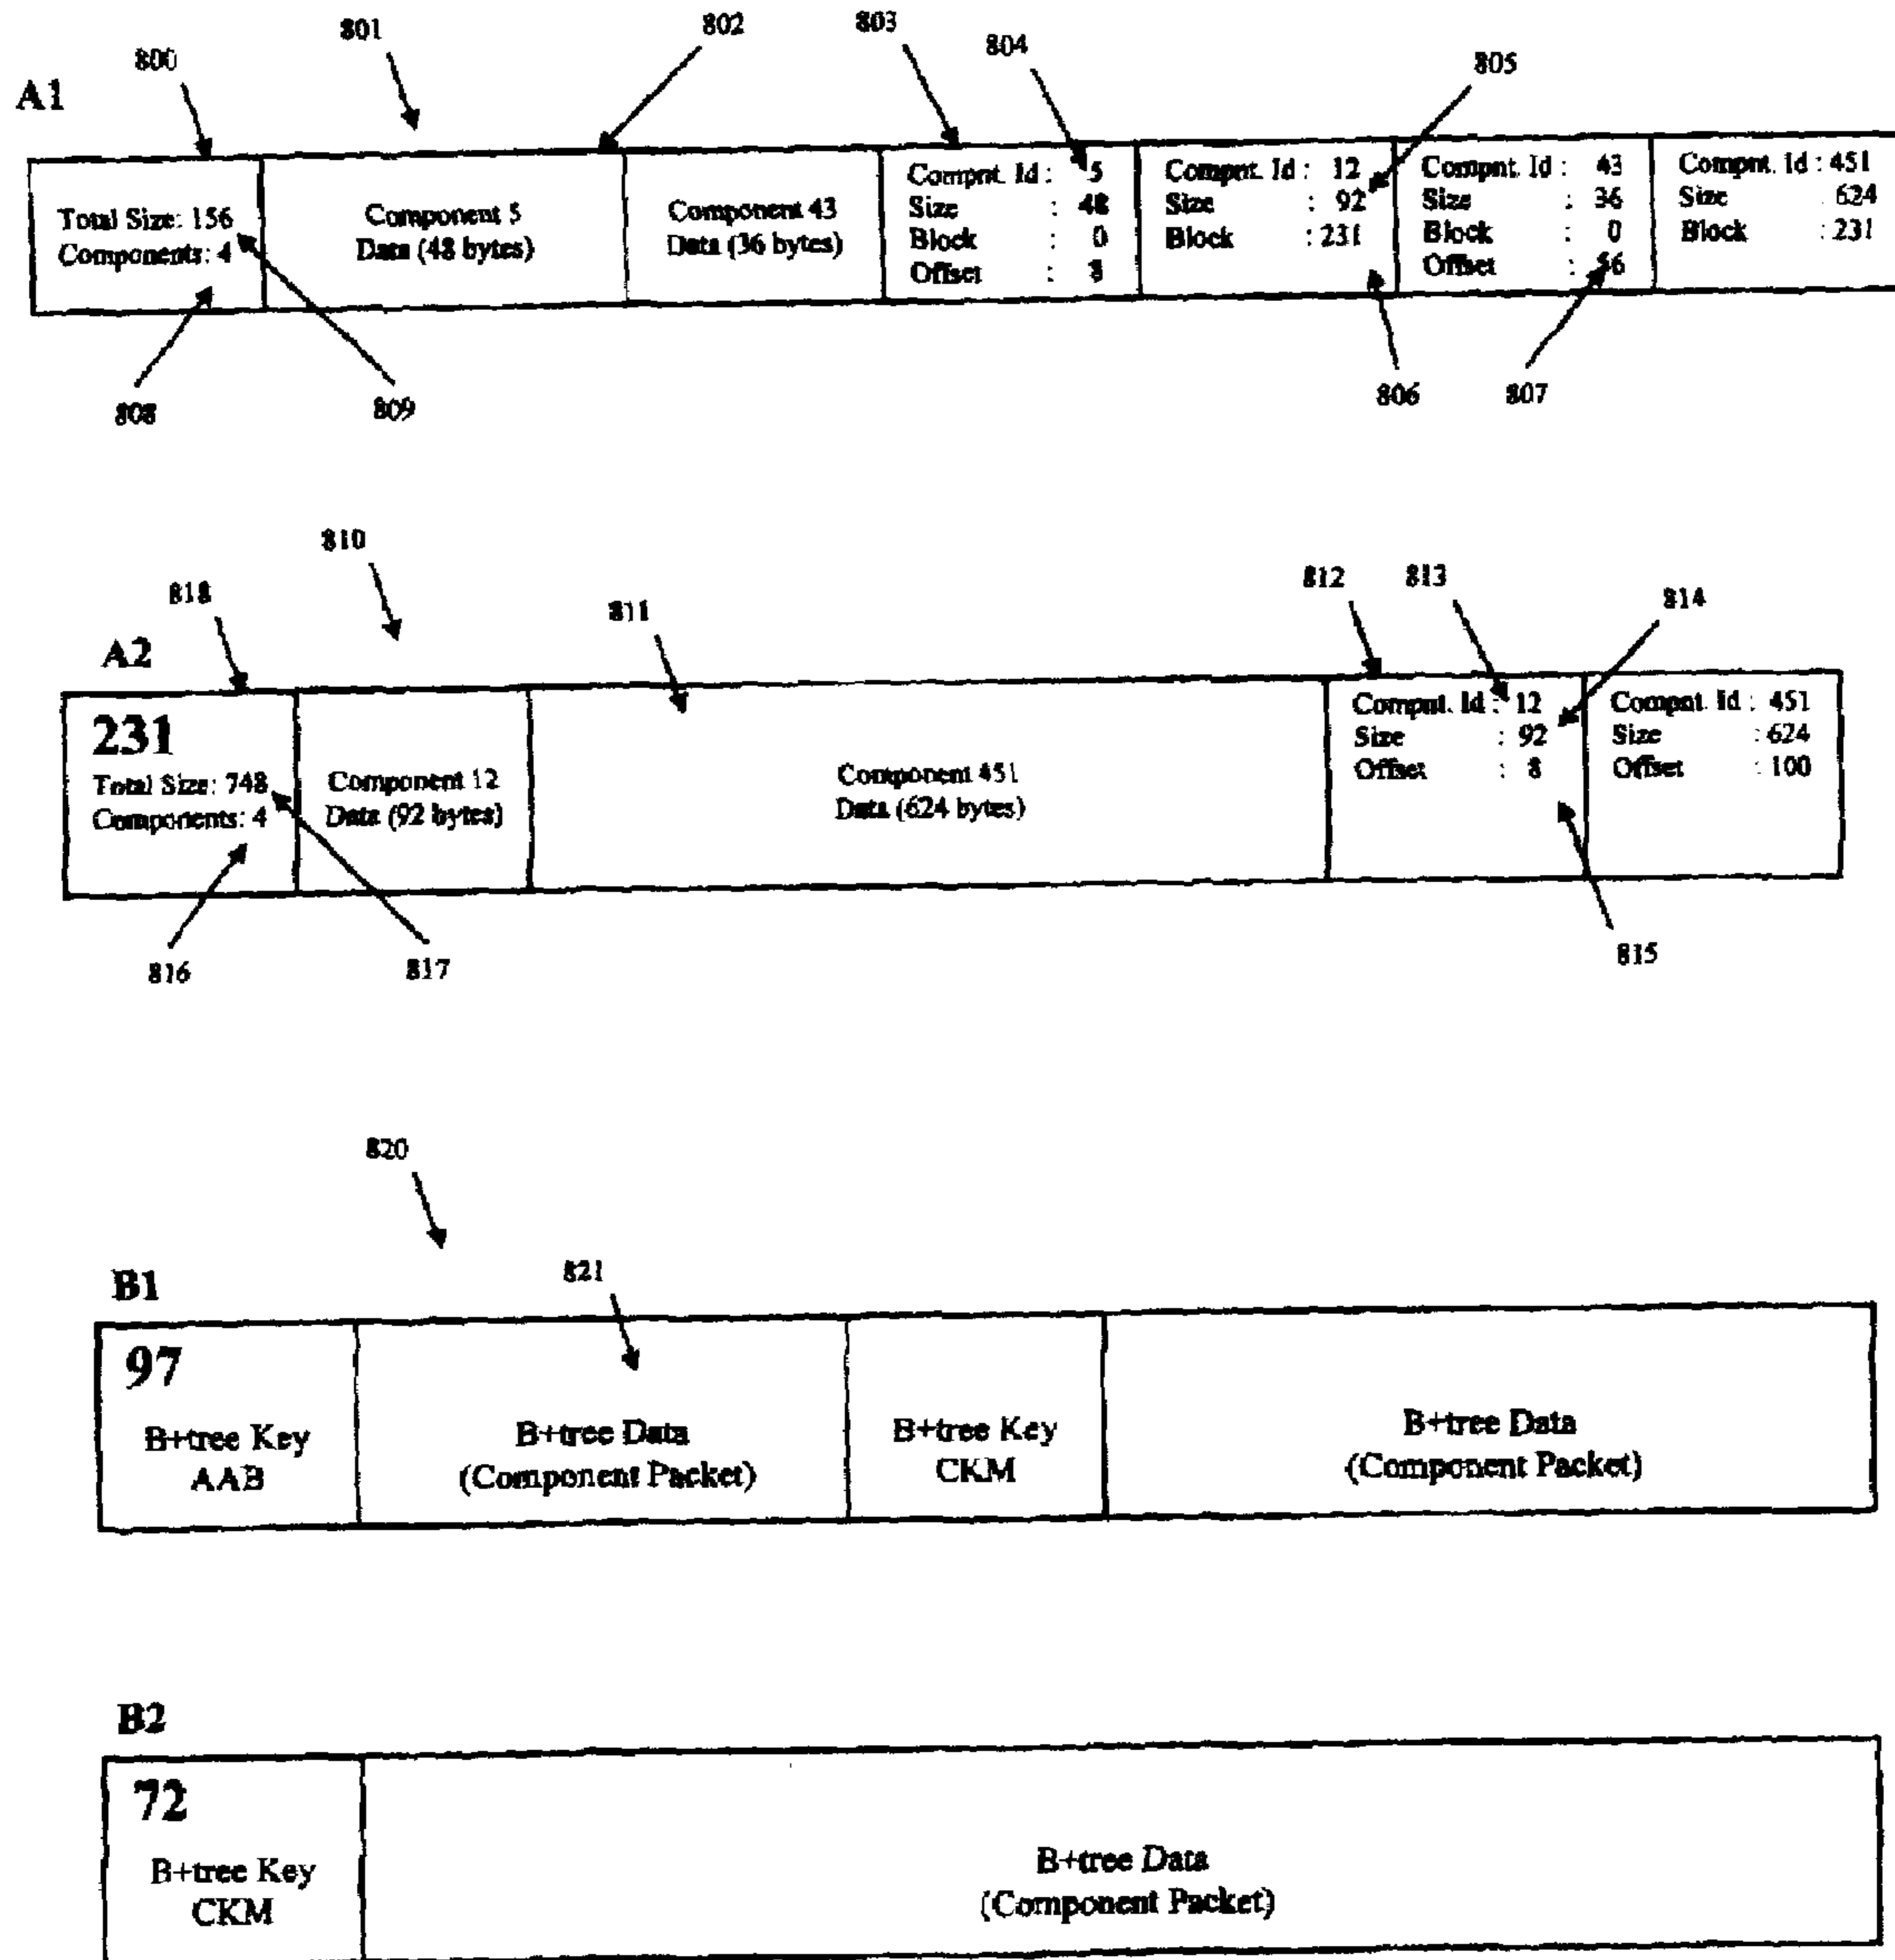 801
802
803
804
800
805
A1
Total Size: 156
Components: 4
Component 5
Data (48 bytes)
Component 43
Data (36 bytes)
Compnt. Id : 5
Size : 48
Block : 0
Offset : 8
Compnt. Id : 12
Size : 92
Block : 231
Compnt. Id : 43
Size : 36
Block : 0
Offset : 56
Compnt. Id : 451
Size : 624
Block : 231
808
809
806
807
810
818
811
812
813
814
A2
231
Total Size: 748
Components: 4
Component 12
Data (92 bytes)
Component 451
Data (624 bytes)
Compnt. Id : 12
Size : 92
Offset : 8
Compnt. Id : 451
Size : 624
Offset : 100
816
817
815
820
821
B1
97
B+tree Key
AAB
B+tree Data
(Component Packet)
B+tree Key
CKM
B+tree Data
(Component Packet)
B2
72
B+tree Key
CKM
B+tree Data
(Component Packet)